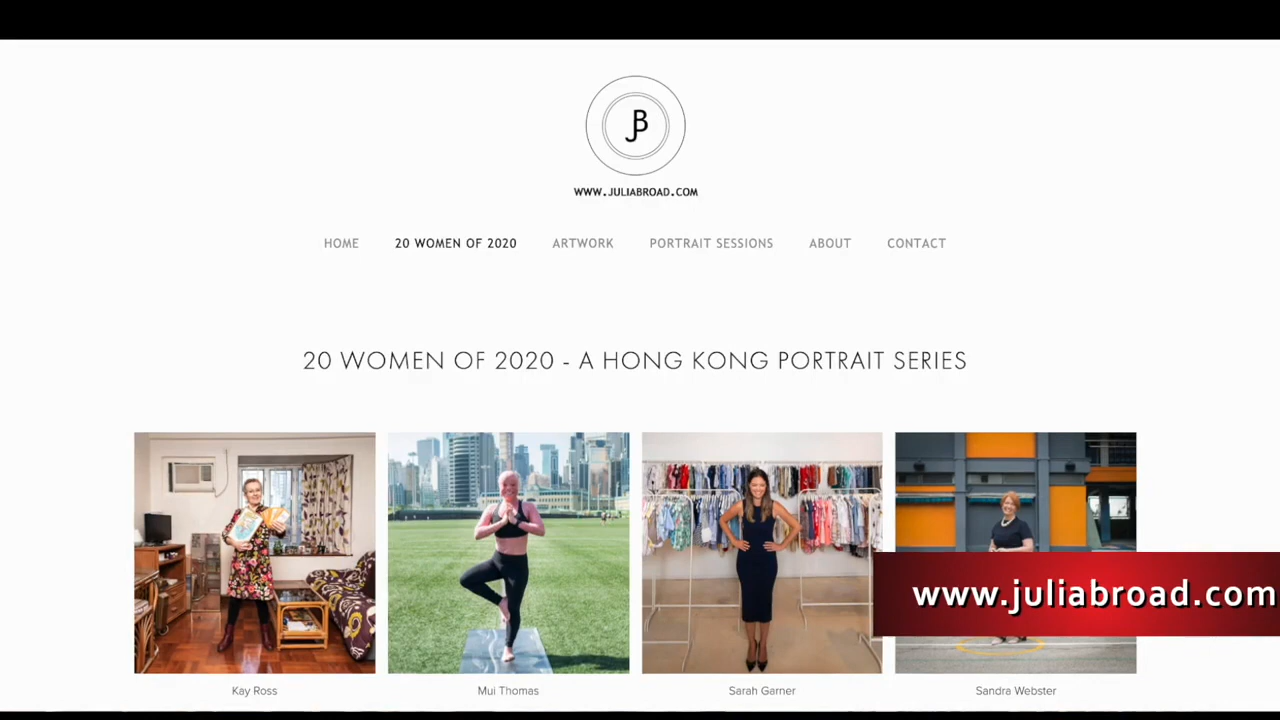 JB
WWW.JULIABROAD.COM
HOME 20 WOMEN OF 2020 ARTWORK PORTRAIT SESSIONS ABOUT CONTACT
20 WOMEN OF 2020 - A HONG KONG PORTRAIT SERIES
www.juliabroad.com
Kay Ross Mui Thomas Sarah Garner Sandra Webster